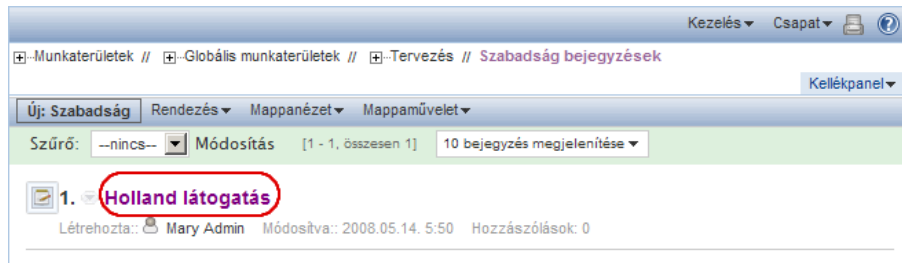 Kezelés Csapat
Munkaterületek // Globális munkaterületek // Tervezés // Szabadság bejegyzések
Kellékpanel
Új: Szabadság Rendezés Mappanézet Mappaművelet
Szűrő: --nincs-- Módosítás [1 - 1, összesen 1] 10 bejegyzés megjelenítése
1. Holland látogatás
Létrehozta:: Mary Admin Módosítva:: 2008.05.14. 5:50 Hozzászólások: 0